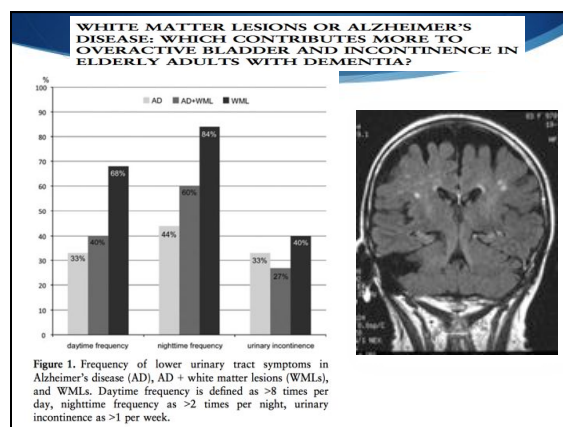 WHITE MATTER LESIONS OR ALZHEIMER'S
DISEASE: WHICH CONTRIBUTES MORE TO
OVERACTIVE BLADDER AND INCONTINENCE IN
ELDERLY ADULTS WITH DEMENTIA?
%
100
90
80
70
60
50
40
30
20
10
0
AD AD+WML WML
33% 40% 68%
44% 60% 84%
33% 27% 40%
daytime frequency nighttime frequency urinary incontinence
Figure 1. Frequency of lower urinary tract symptoms in
Alzheimer's disease (AD), AD + white matter lesions (WMLs),
and WMLs. Daytime frequency is defined as >8 times per
day, nighttime frequency as >2 times per night, urinary
incontinence as >1 per week.